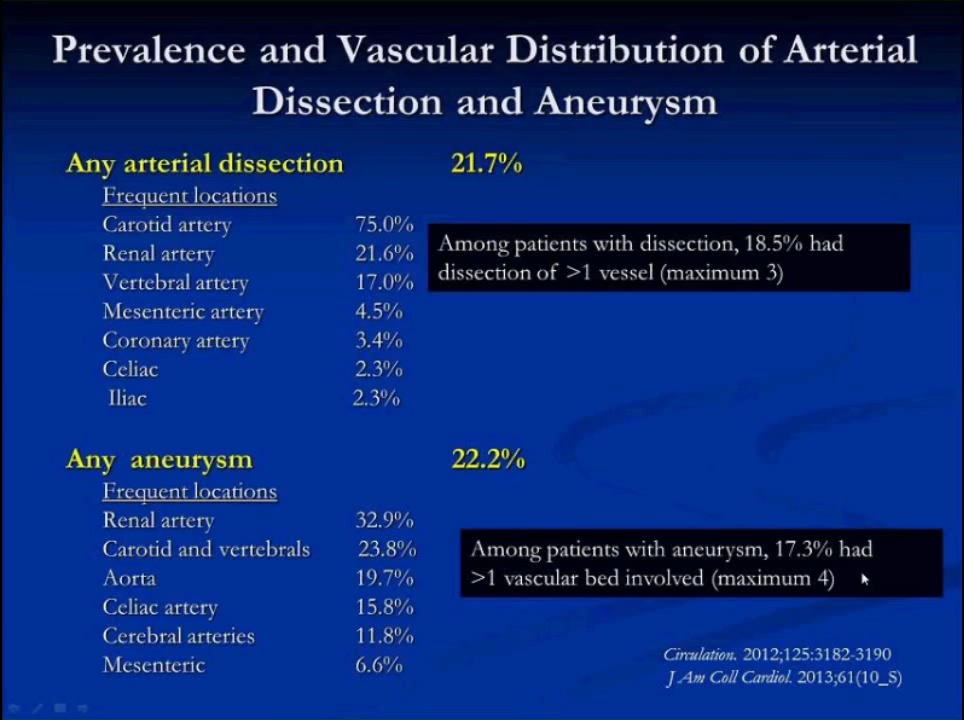 Prevalence and Vascular Distribution of Arterial
Dissection and Aneurysm
Any arterial dissection 21.7%
Frequent locations
Carotid artery 75.0%
Renal artery 21.6%
Vertebral artery 17.0%
Mesenteric artery 4.5%
Coronary artery 3.4%
Celiac 2.3%
Iliac 2.3%
Among patients with dissection, 18.5% had
dissection of >1 vessel (maximum 3)
Any aneurysm 22.2%
Frequent locations
Renal artery 32.9%
Carotid and vertebrals 23.8%
Aorta 19.7%
Celiac artery 15.8%
Cerebral arteries 11.8%
Mesenteric 6.6%
Among patients with aneurysm, 17.3% had
>1 vascular bed involved (maximum 4)
Circulation. 2012;125:3182-3190
J Am Coll Cardiol. 2013;61(10_S)